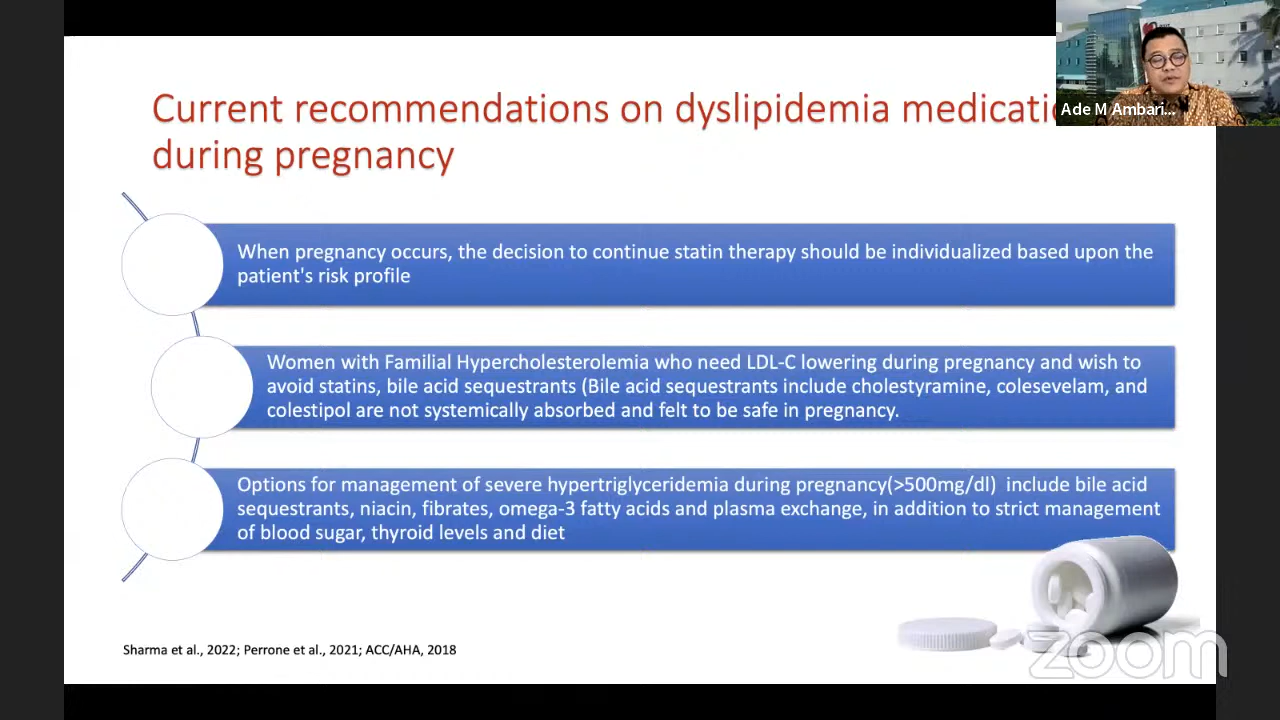 Current recommendations on dyslipidemia medicati
during pregnancy
Ade M Ambari...
When pregnancy occurs, the decision to continue statin therapy should be individualized based upon the
patient's risk profile
Women with Familial Hypercholesterolemia who need LDL-C lowering during pregnancy and wish to
avoid statins, bile acid sequestrants (Bile acid sequestrants include cholestyramine, colesevelam, and
colestipol are not systemically absorbed and felt to be safe in pregnancy.
Options for management of severe hypertriglyceridemia during pregnancy(>500mg/dl)  include bile acid
sequestrants, niacin, fibrates, omega-3 fatty acids and plasma exchange, in addition to strict management
of blood sugar, thyroid levels and diet
Sharma et al., 2022; Perrone et al., 2021; ACC/AHA, 2018
zoom